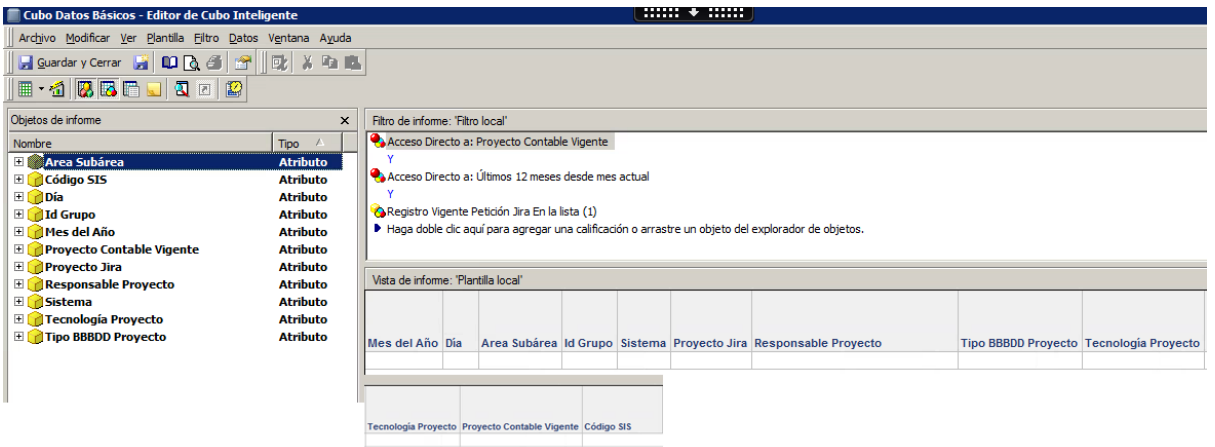 Cubo Datos Básicos - Editor de Cubo Inteligente
Archivo Modificar Ver Plantilla Filtro Datos Ventana Ayuda
Guardar y Cerrar
Objetos de informe x
Nombre Tipo
Area Subárea Atributo
Código SIS Atributo
Día Atributo
Id Grupo Atributo
Mes del Año Atributo
Proyecto Contable Vigente Atributo
Proyecto Jira Atributo
Responsable Proyecto Atributo
Sistema Atributo
Tecnología Proyecto Atributo
Tipo BBBDD Proyecto Atributo
Filtro de informe: 'Filtro local'
Acceso Directo a: Proyecto Contable Vigente
Y
Acceso Directo a: Últimos 12 meses desde mes actual
Y
Registro Vigente Petición Jira En la lista (1)
Haga doble clic aquí para agregar una calificación o arrastre un objeto del explorador de objetos.
Vista de informe: 'Plantilla local'
Mes del Año Día Area Subárea Id Grupo Sistema Proyecto Jira Responsable Proyecto Tipo BBBDD Proyecto Tecnología Proyecto
Tecnología Proyecto Proyecto Contable Vigente Código SIS